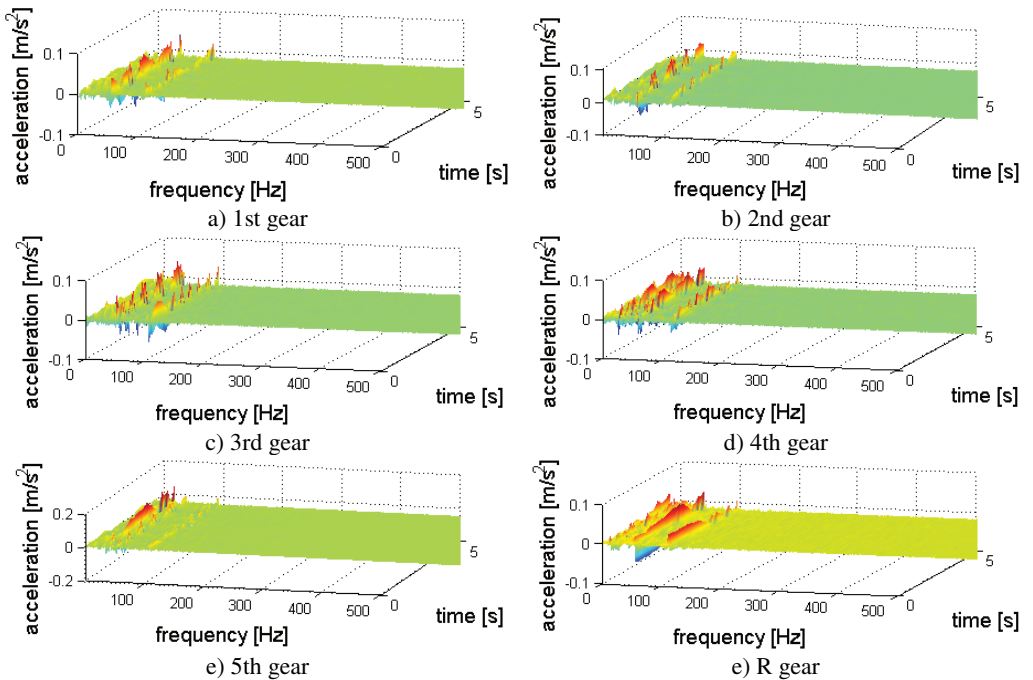 acceleration [m/s²]
0.1
0
-0.1
0
100
200
300
400
500
0
5
frequency [Hz]
time [s]
a) 1st gear
acceleration [m/s²]
0.1
0
-0.1
100
200
300
400
500
0
5
frequency [Hz]
time [s]
b) 2nd gear
acceleration [m/s²]
0.1
0
-0.1
0
100
200
300
400
500
0
5
frequency [Hz]
time [s]
c) 3rd gear
acceleration [m/s²]
0.1
0
-0.1
0
100
200
300
400
500
0
5
frequency [Hz]
time [s]
d) 4th gear
acceleration [m/s²]
0.2
0
-0.2
100
200
300
400
500
0
5
frequency [Hz]
time [s]
e) 5th gear
acceleration [m/s²]
0.1
0
-0.1
0
100
200
300
400
500
0
5
frequency [Hz]
time [s]
e) R gear